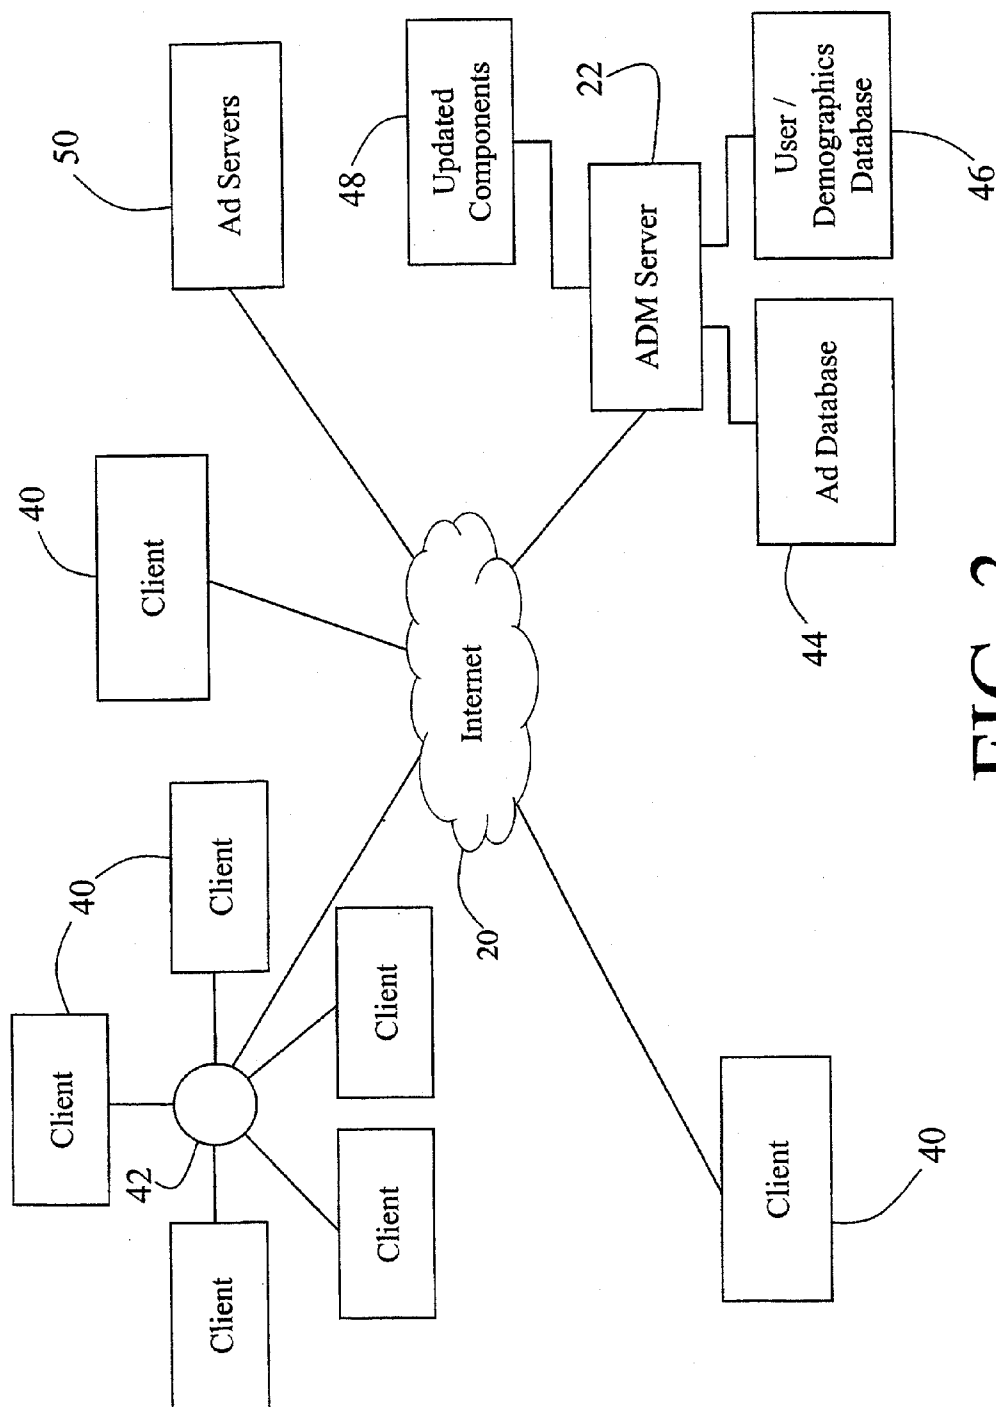 40
Client
50
40
42
Client
Client
Client
Ad Servers
48
Client
Client
Updated
Components
Internet
20
22
ADM Server
Client
44
Ad Database
User /
Demographics
Database
40
46
FIG. 2